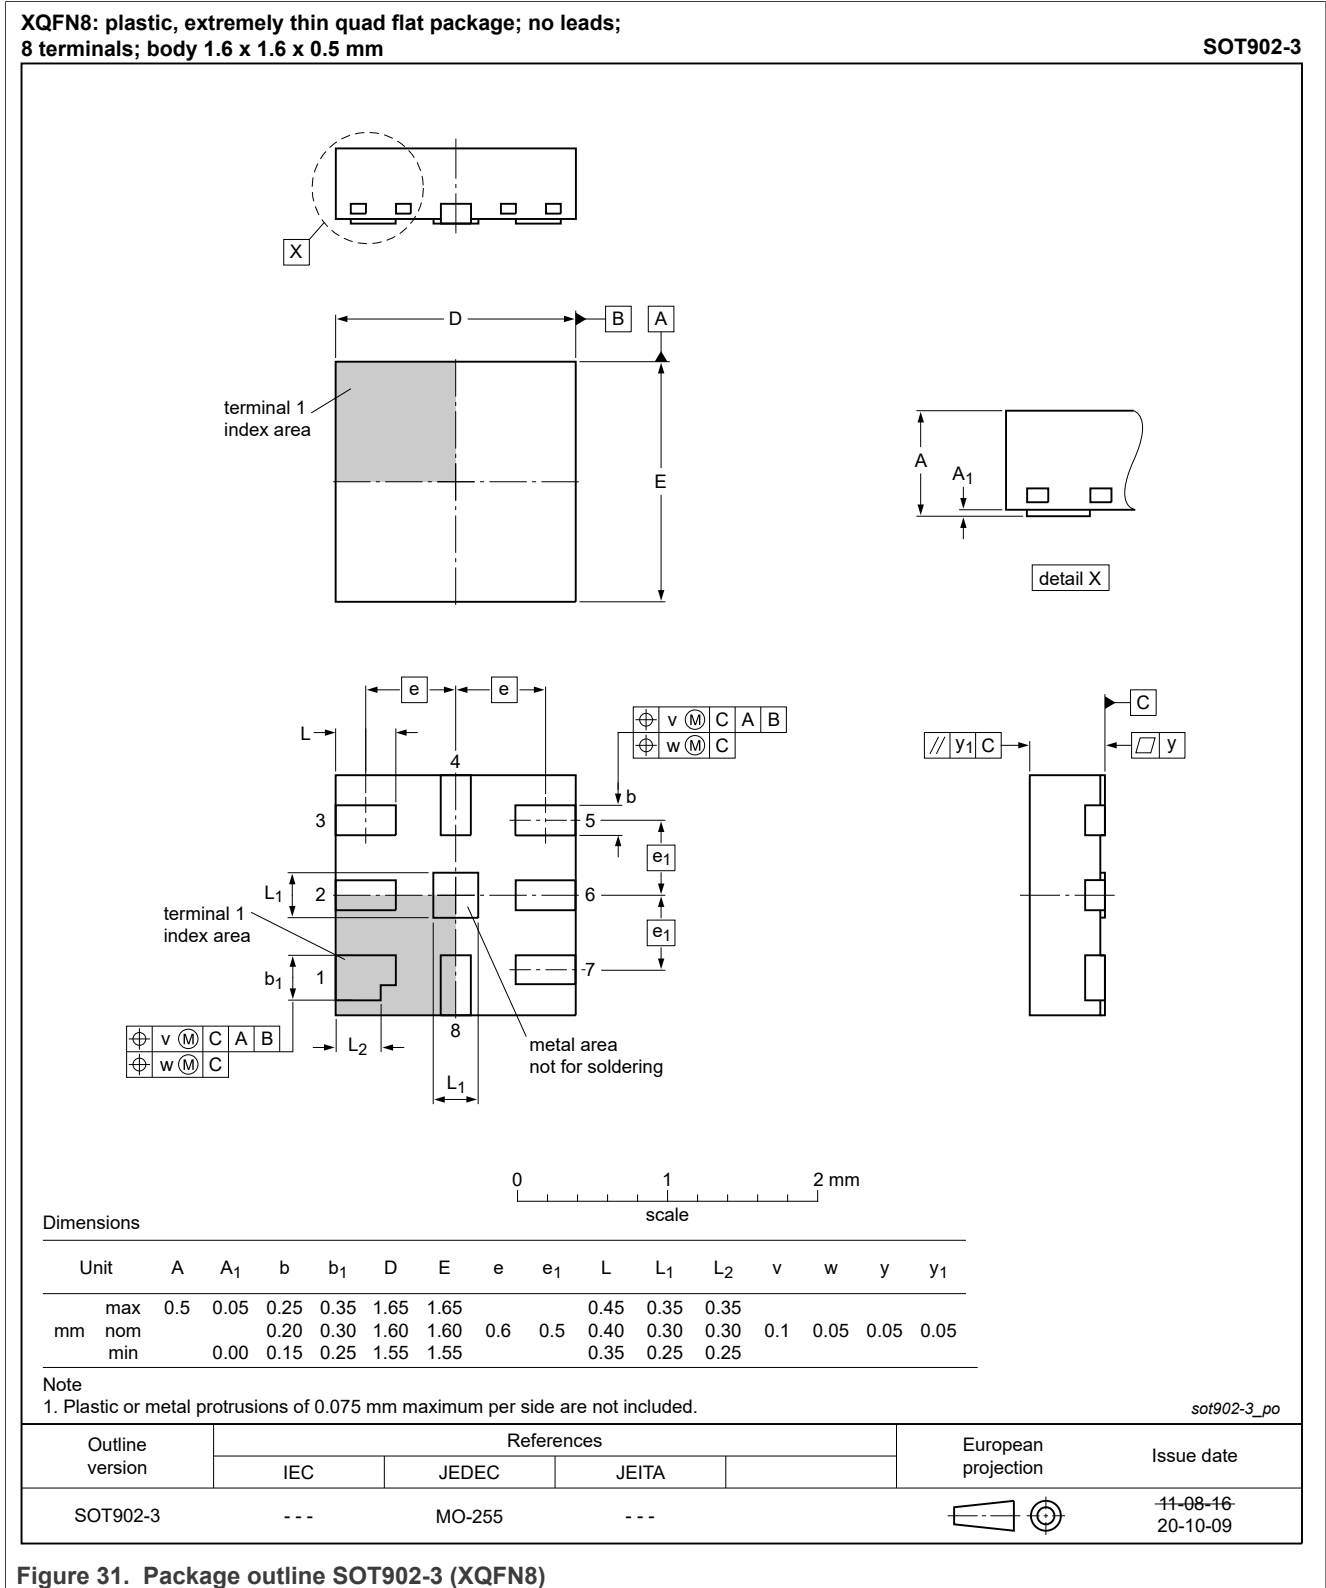 XQFN8: plastic, extremely thin quad flat package; no leads;
8 terminals; body 1.6 x 1.6 x 0.5 mm
SOT902-3
X
D
B
A
terminal 1
index area
E
A
A1
detail X
e
e
C
v M C A B
w M C
y1 C
y
L
4
b
3
5
e1
L1
2
6
terminal 1
index area
e1
b1
1
7
8
v M C A B
w M C
L2
metal area
not for soldering
L1
0 1 2 mm
scale
Dimensions
Unit A A1 b b1 D E e e1 L L1 L2 v w y y1
max 0.5 0.05 0.25 0.35 1.65 1.65 0.45 0.35 0.35
mm nom 0.20 0.30 1.60 1.60 0.6 0.5 0.40 0.30 0.30 0.1 0.05 0.05 0.05
min 0.00 0.15 0.25 1.55 1.55 0.35 0.25 0.25
Note
1. Plastic or metal protrusions of 0.075 mm maximum per side are not included.
sot902-3_po
Outline
version
References
IEC JEDEC JEITA
European
projection
Issue date
SOT902-3 - - - MO-255 - - -
11-08-16
20-10-09
Figure 31. Package outline SOT902-3 (XQFN8)